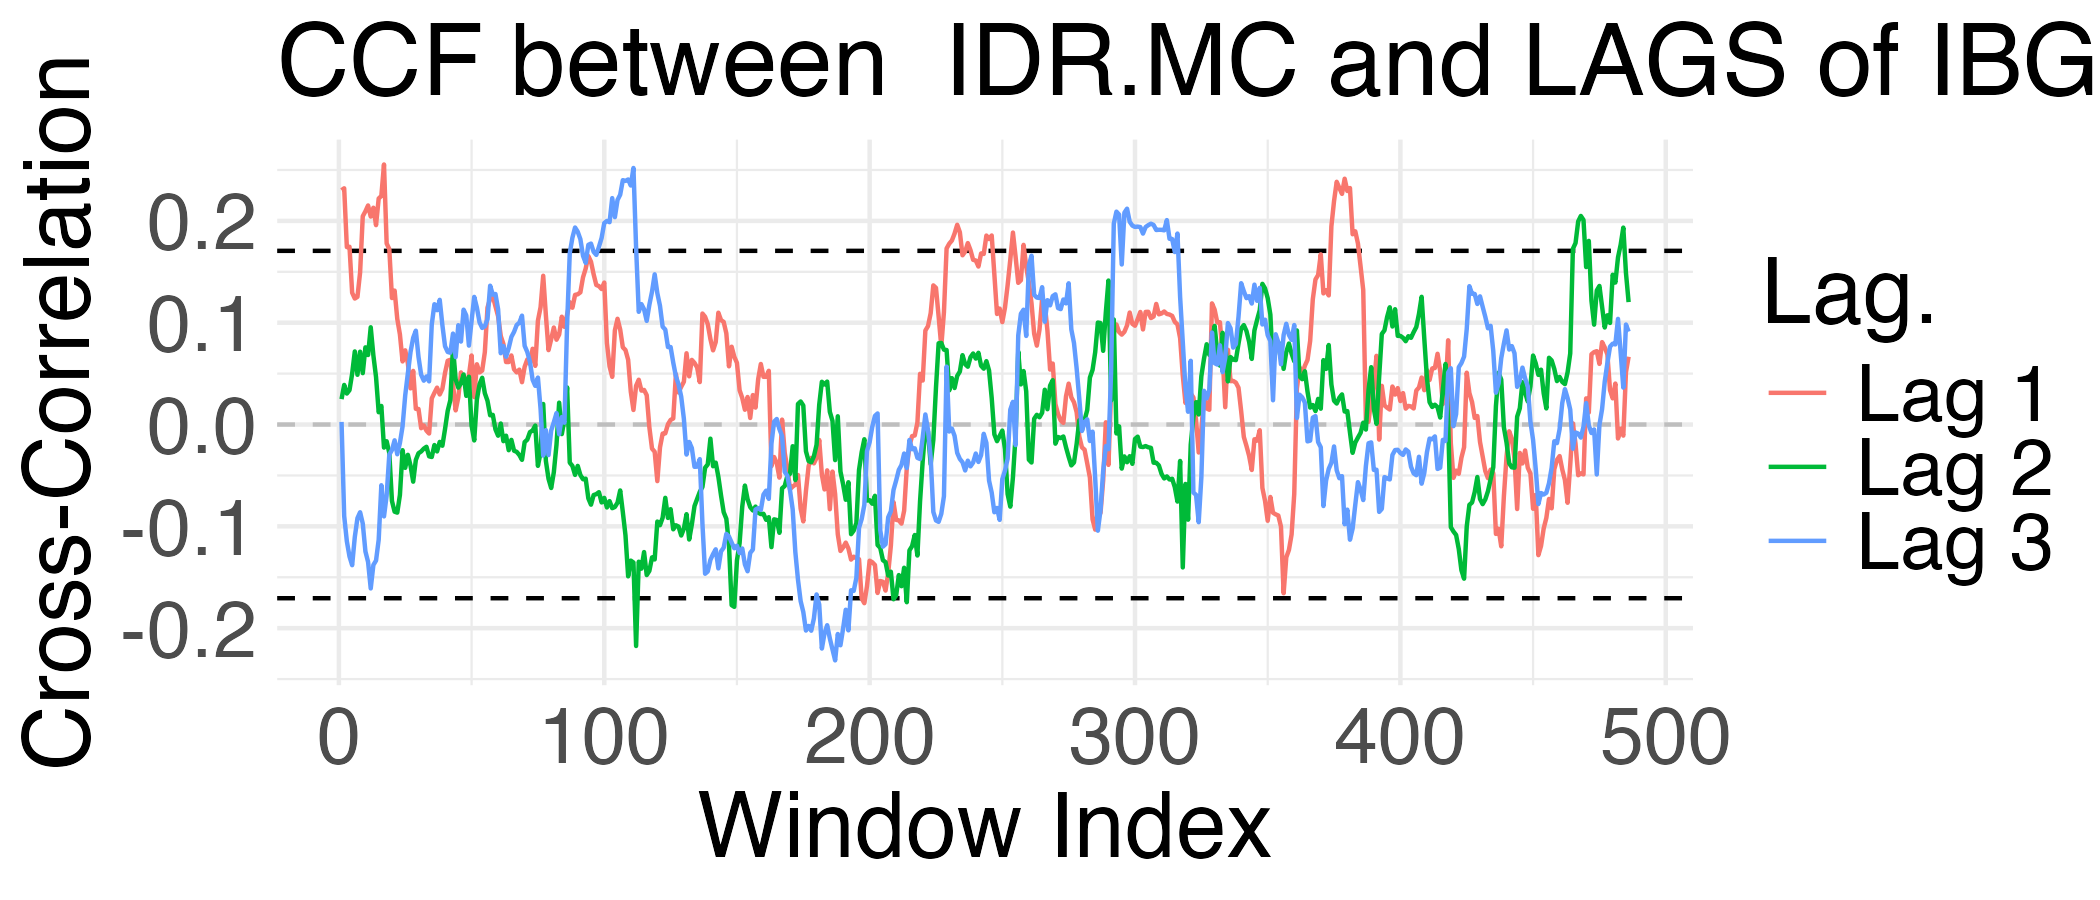 CCF between IDR.MC and LAGS of IBG
Cross-Correlation
0.2
0.1
0.0
-0.1
-0.2
0 100 200 300 400 500
Window Index
Lag.
Lag 1
Lag 2
Lag 3